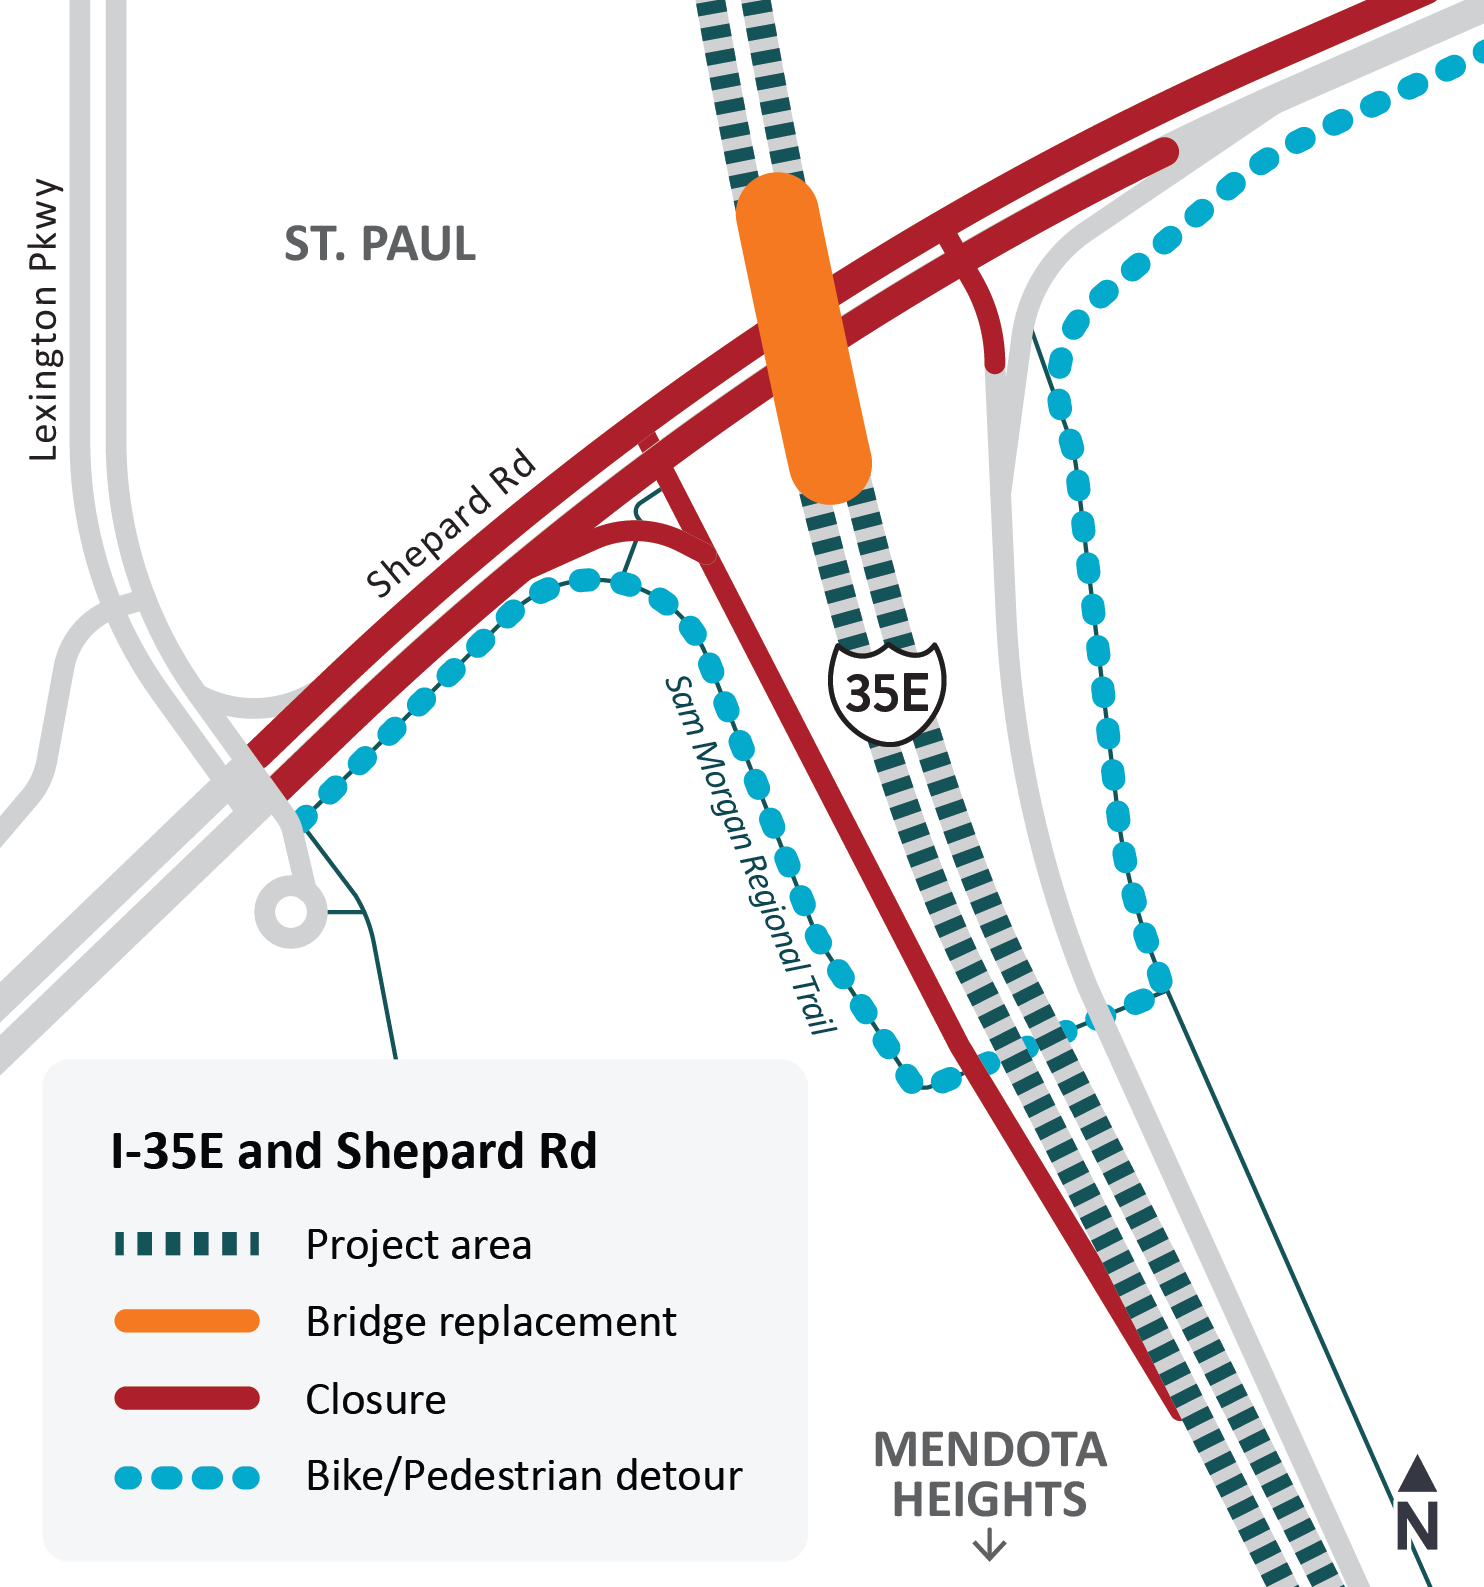 Lexington Pkwy
ST. PAUL
Shepard Rd
35E
Sam Morgan Regional Trail
I-35E and Shepard Rd
Project area
Bridge replacement
Closure
Bike/Pedestrian detour
MENDOTA
HEIGHTS
N